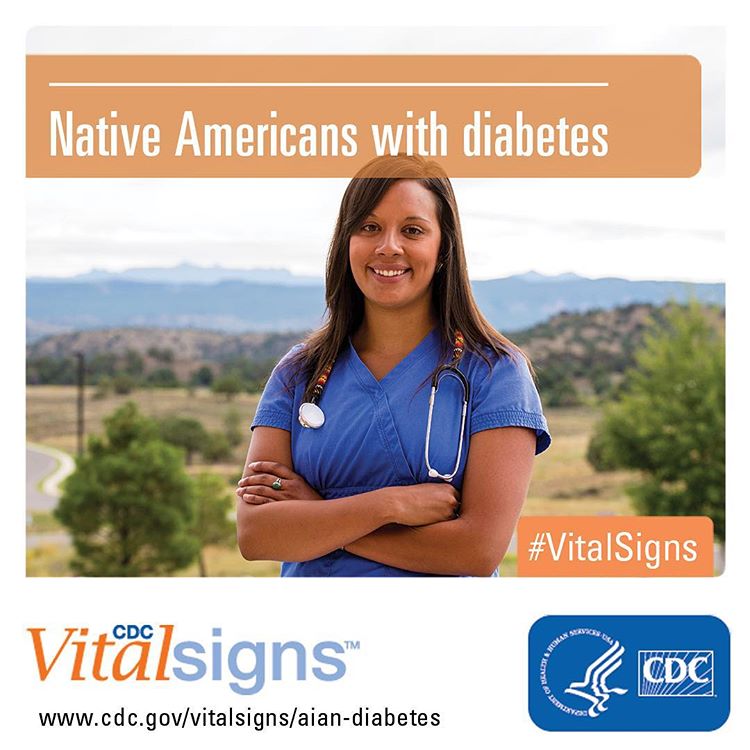 Native Americans with diabetes
#VitalSigns
CDC
Vitalsigns™
www.cdc.gov/vitalsigns/aian-diabetes
DEPARTMENT OF HEALTH & HUMAN SERVICES•USA
CDC